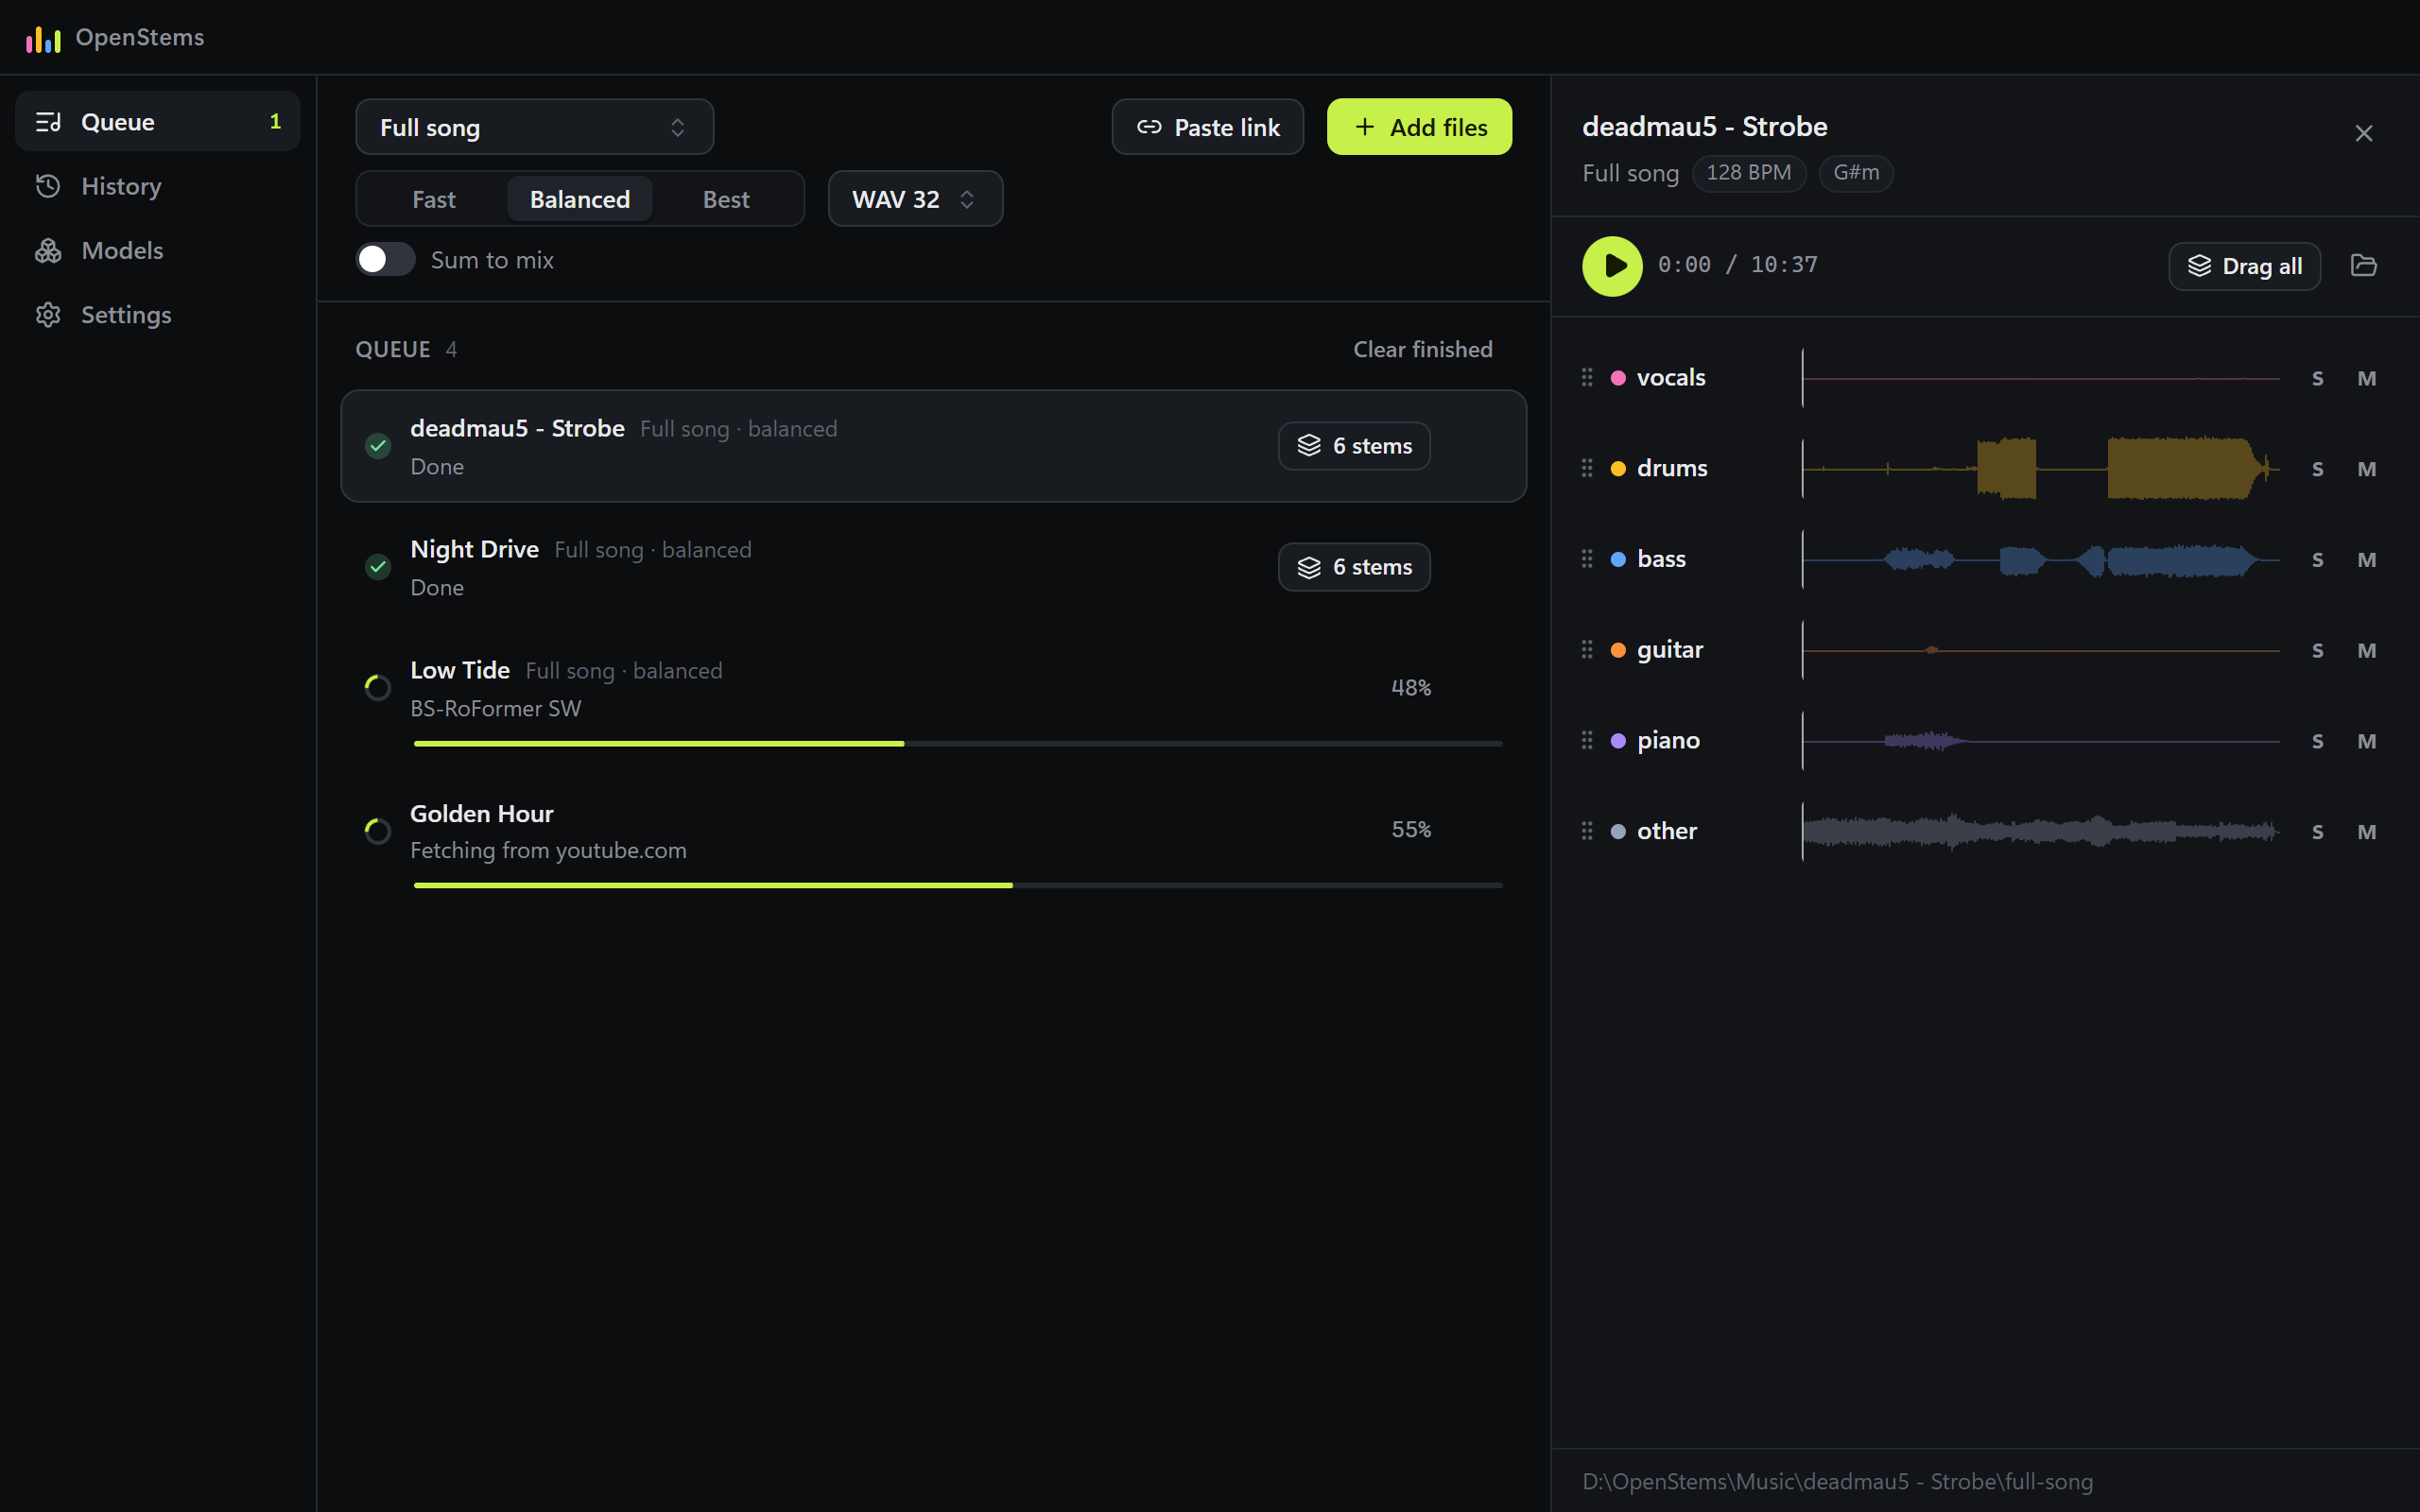 OpenStems
Queue 1
History
Models
Settings
Full song
Paste link
Add files
Fast Balanced Best
WAV 32
Sum to mix
QUEUE 4
Clear finished
deadmau5 - Strobe Full song · balanced
Done
6 stems
Night Drive Full song · balanced
Done
6 stems
Low Tide Full song · balanced
BS-RoFormer SW
48%
Golden Hour
Fetching from youtube.com
55%
deadmau5 - Strobe
Full song 128 BPM G#m
0:00 / 10:37
Drag all
vocals S M
drums S M
bass S M
guitar S M
piano S M
other S M
D:\OpenStems\Music\deadmau5 - Strobe\full-song